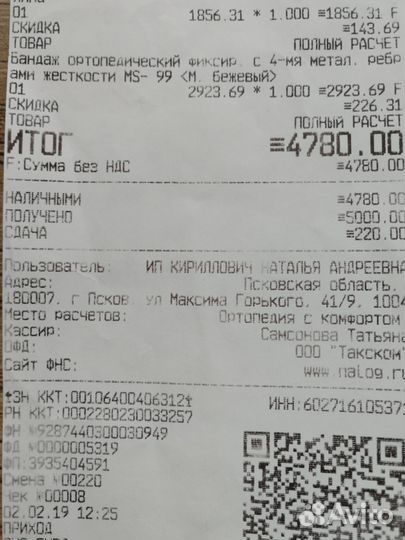 01 1856.31 * 1.000 ≡1856.31 F
СКИДКА ≡143.69
ТОВАР ПОЛНЫЙ РАСЧЕТ
Бандаж ортопедический фиксир. с 4-мя метал. ребр
ами жесткости MS- 99 <М. бежевый)
01 2923.69 * 1.000 ≡2923.69 F
СКИДКА ≡226.31
ТОВАР ПОЛНЫЙ РАСЧЕТ
ИТОГ ≡4780.00
F:Сумма без НДС ≡4780.00
НАЛИЧНЫМИ ≡4780.00
ПОЛУЧЕНО ≡5000.00
СДАЧА ≡220.00
Пользователь: ИП КИРИЛЛОВИЧ НАТАЛЬЯ АНДРЕЕВНА
Адрес: Псковская область.
180007. г Псков. ул Максима Горького. 41/9. 1004
Место расчетов: Ортопедия с комфортом
Кассир: Самсонова Татьяна
ОФД: ООО "Такском"
Сайт ФНС: www.nalog.ru
*ЗН ККТ:00106400406312*
РН ККТ:0002280230033257 ИНН:602716105371
ФН №9287440300030949
ФД №0000005319
ФП:3935404591
Смена №00220
Чек №00008
02.02.19 12:25
ПРИХОД
Avito